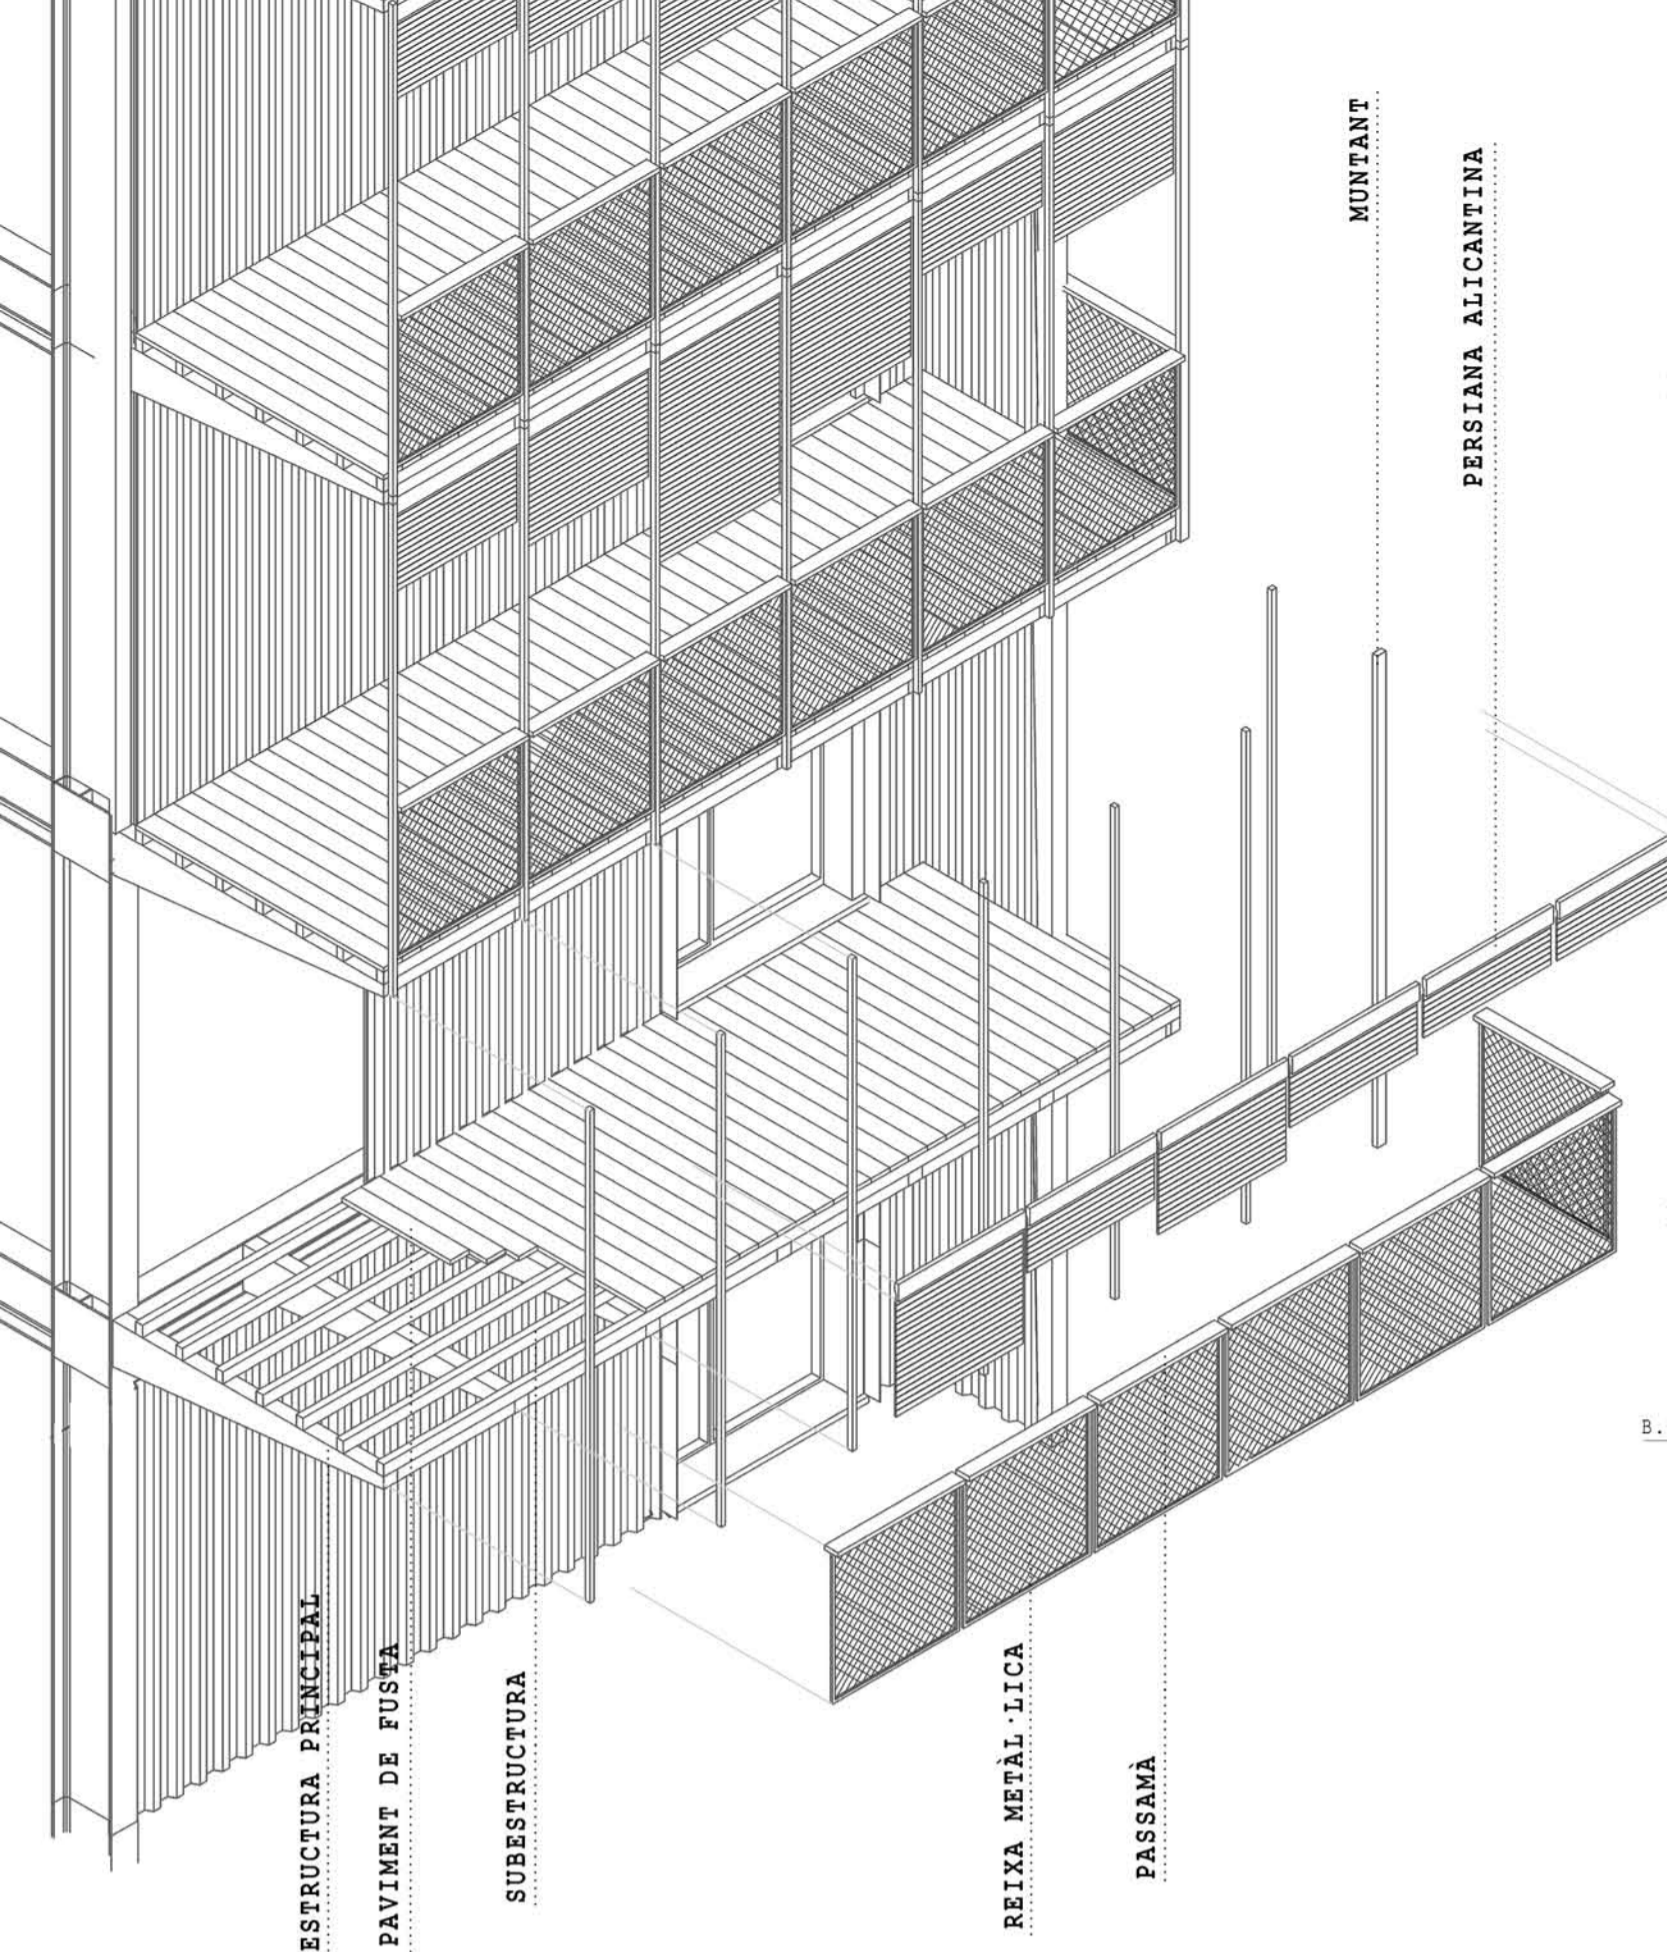 MUNTANT
PERSIANA ALICANTINA
B.
ESTRUCTURA PRINCIPAL
PAVIMENT DE FUSTA
SUBESTRUCTURA
REIXA METÀL·LICA
PASSAMÀ